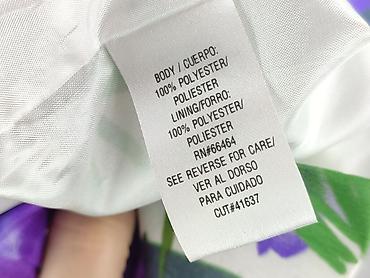 BODY / CUERPO:
100% POLYESTER/
POLIESTER
LINING/FORRO:
100% POLYESTER/
POLIESTER
RN#66464
SEE REVERSE FOR CARE/
VER AL DORSO
PARA CUIDADO
CUT#41637